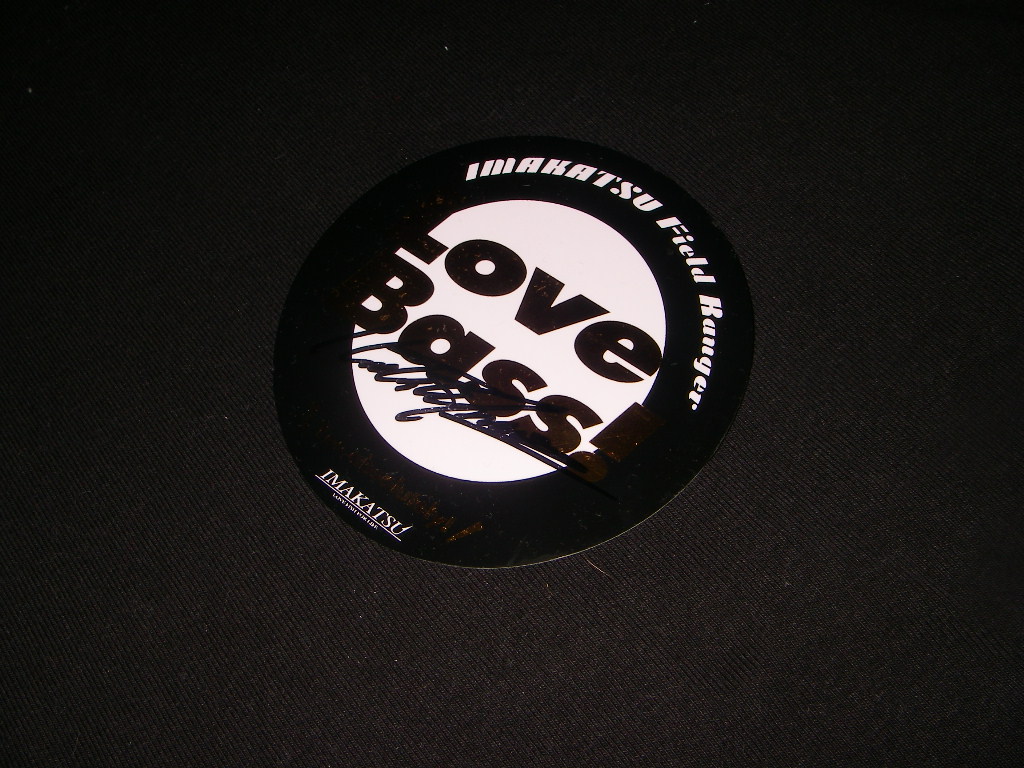 IMAKATSU Field Ranger
Love
Bass!
IMAKATSU